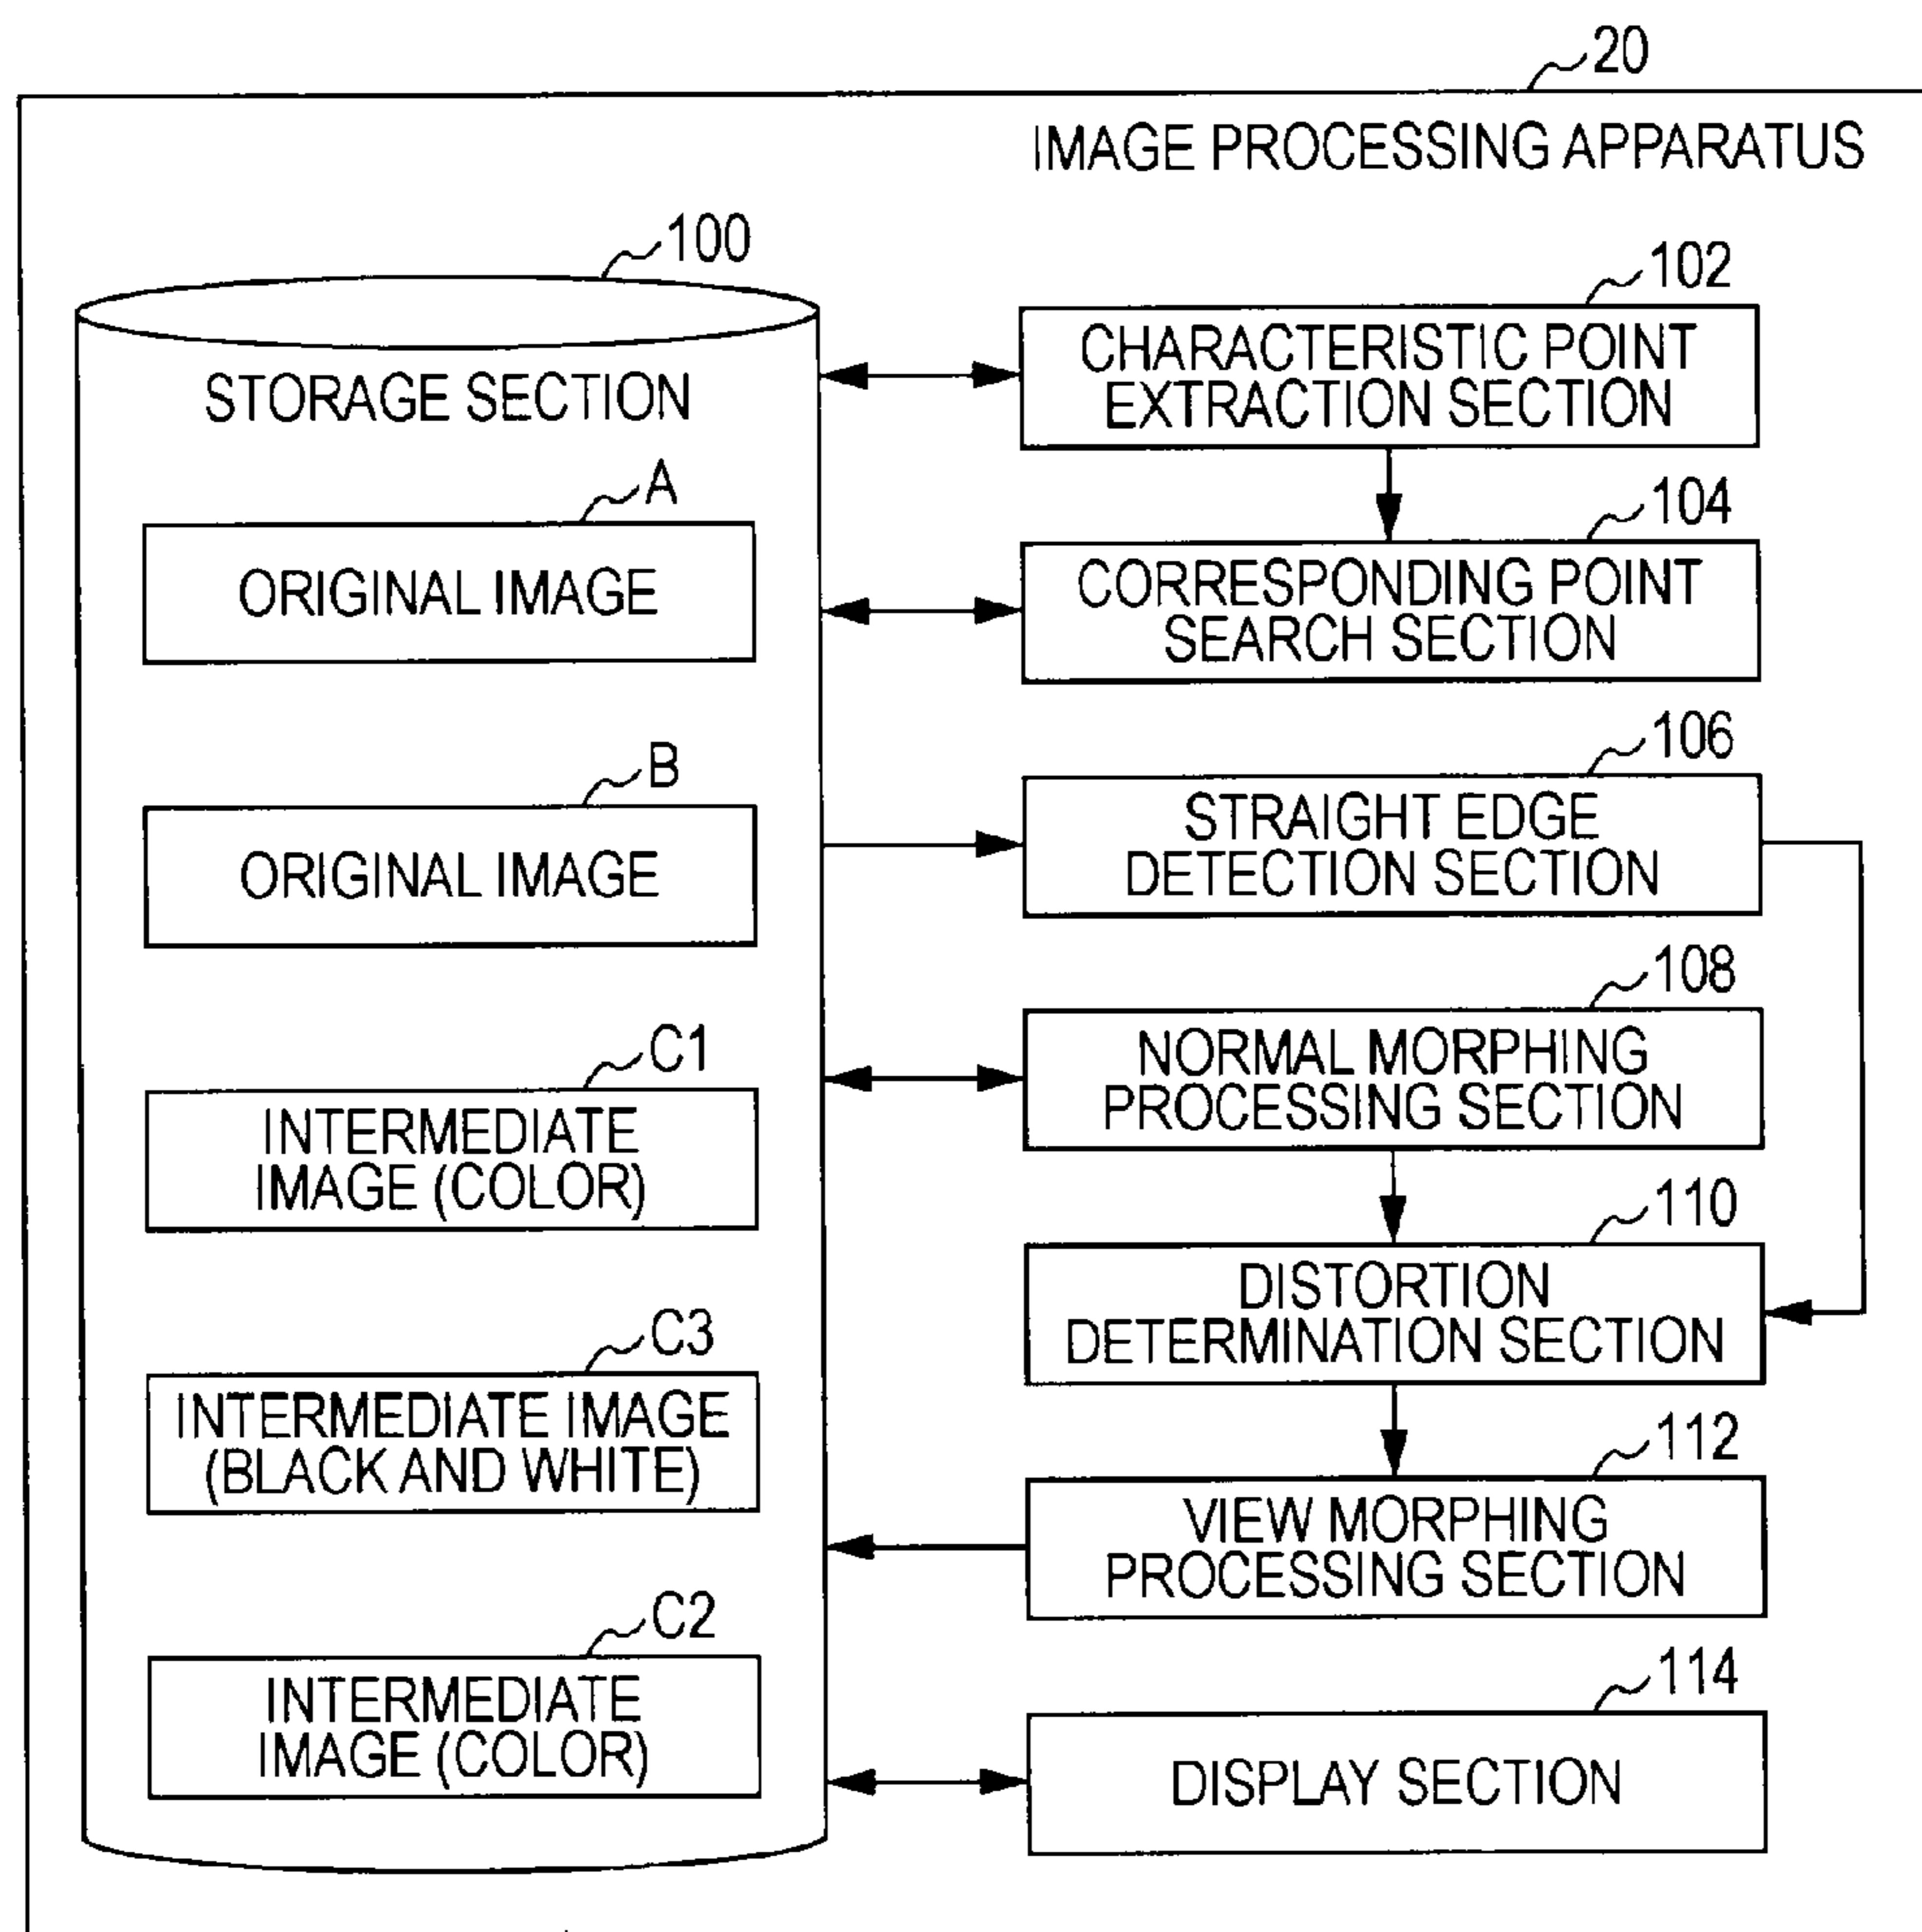 20
IMAGE PROCESSING APPARATUS
100
STORAGE SECTION
A
ORIGINAL IMAGE
B
ORIGINAL IMAGE
C1
INTERMEDIATE
IMAGE (COLOR)
C3
INTERMEDIATE IMAGE
(BLACK AND WHITE)
C2
INTERMEDIATE
IMAGE (COLOR)
102
CHARACTERISTIC POINT
EXTRACTION SECTION
104
CORRESPONDING POINT
SEARCH SECTION
106
STRAIGHT EDGE
DETECTION SECTION
108
NORMAL MORPHING
PROCESSING SECTION
110
DISTORTION
DETERMINATION SECTION
112
VIEW MORPHING
PROCESSING SECTION
114
DISPLAY SECTION